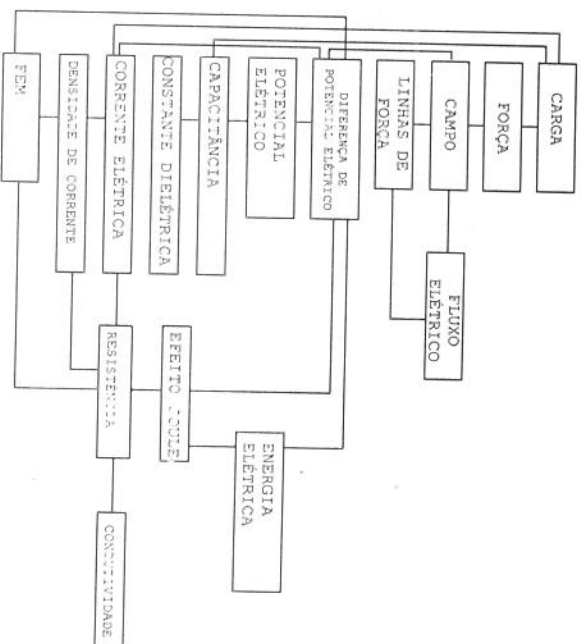 CARGA
FORÇA
CAMPO
FLUXO
ELÉTRICO
LINHAS DE
FORÇA
DIFERENÇA DE
POTENCIAL ELÉTRICO
POTENCIAL
ELÉTRICO
CAPACITÂNCIA
CONSTANTE DIELÉTRICA
CORRENTE ELÉTRICA
DENSIDADE DE CORRENTE
FEM
ENERGIA
ELÉTRICA
EFEITO JOULE
RESISTÊNCIA
CONDUTIVIDADE